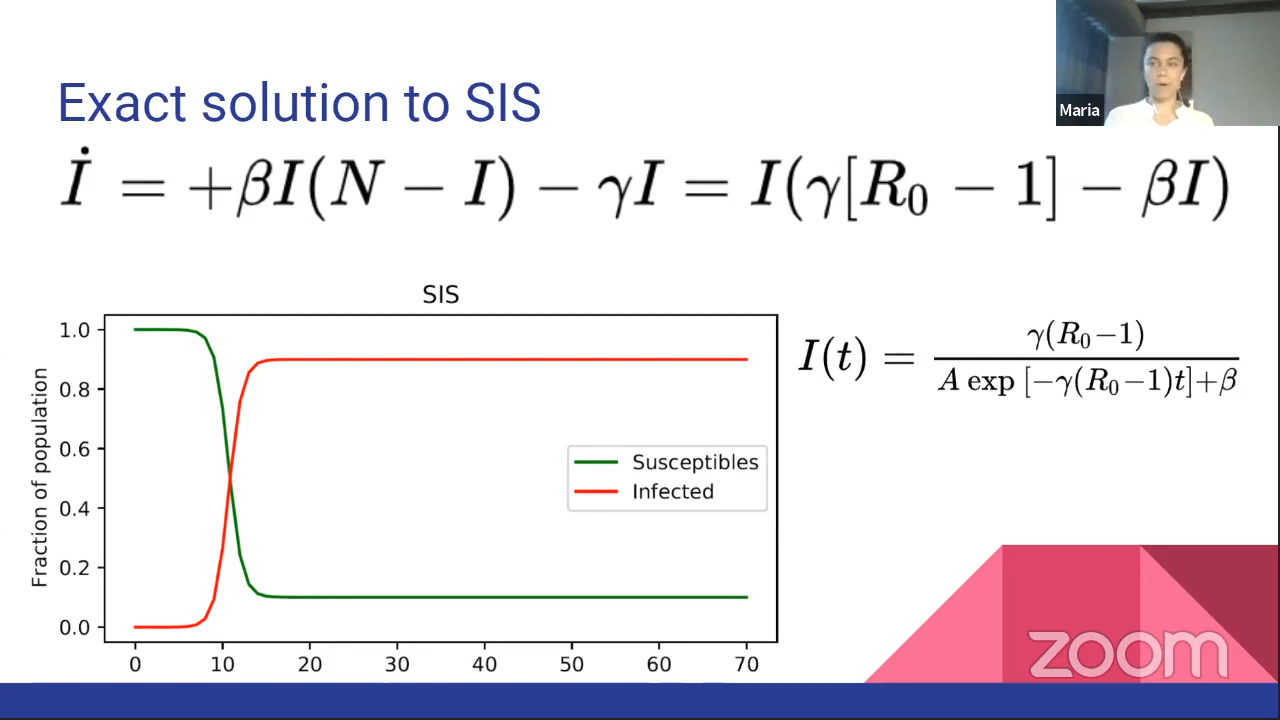 Maria
Exact solution to SIS
İ = +βI(N − I) − γI = I(γ[R₀ − 1] − βI)
SIS
1.0
0.8
0.6
0.4
0.2
0.0
Fraction of population
Susceptibles
Infected
0 10 20 30 40 50 60 70
I(t) = γ(R₀−1) / A exp [−γ(R₀−1)t]+β
zoom